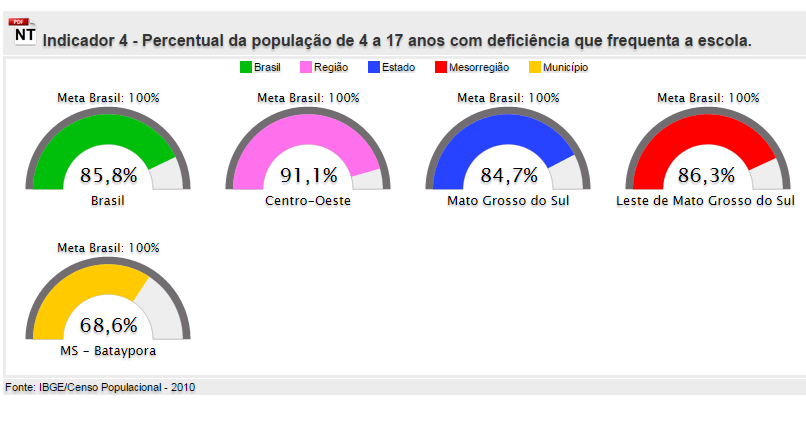 PDF
NT
Indicador 4 - Percentual da população de 4 a 17 anos com deficiência que frequenta a escola.
Brasil Região Estado Mesorregião Município
Meta Brasil: 100% Meta Brasil: 100% Meta Brasil: 100% Meta Brasil: 100%
85,8% 91,1% 84,7% 86,3%
Brasil Centro-Oeste Mato Grosso do Sul Leste de Mato Grosso do Sul
Meta Brasil: 100%
68,6%
MS - Bataypora
Fonte: IBGE/Censo Populacional - 2010